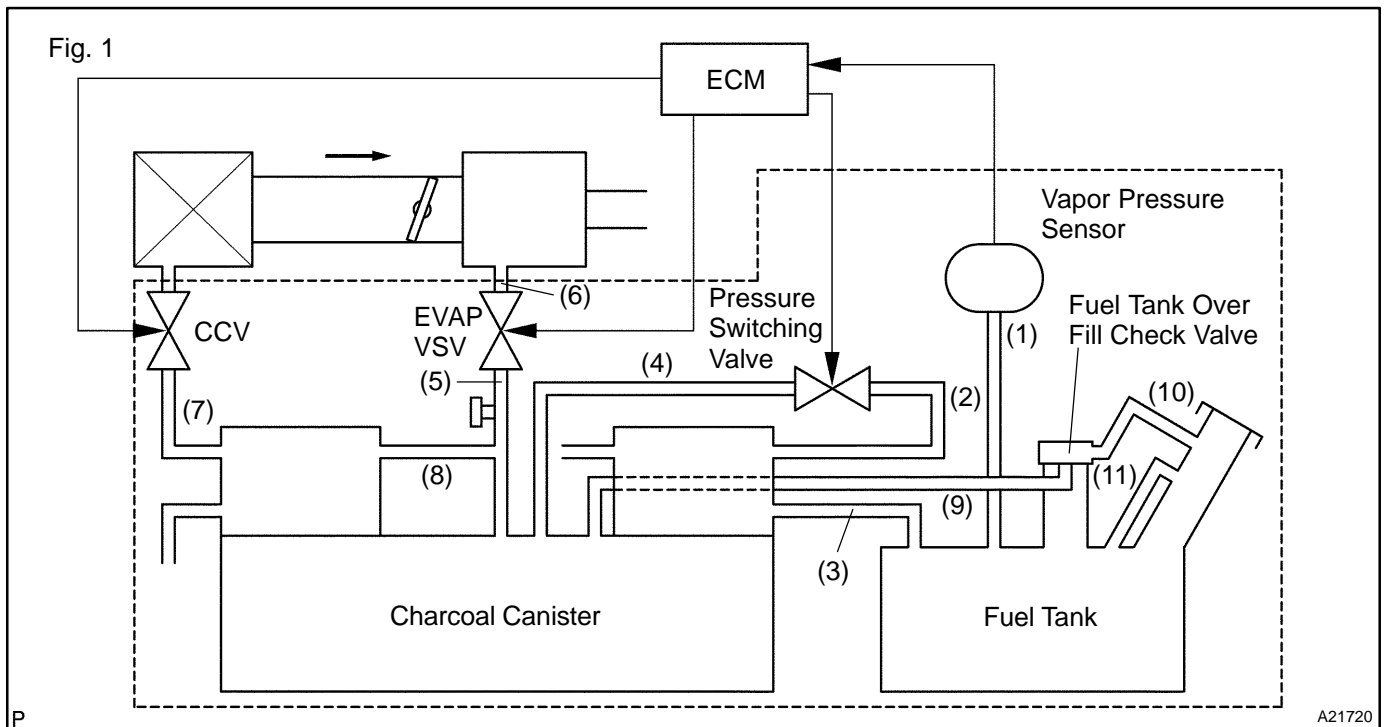 Fig. 1
ECM
Vapor Pressure
Sensor
(6)
Pressure
Switching
Valve
Fuel Tank Over
Fill Check Valve
CCV
EVAP
VSV
(1)
(4)
(5)
(2)
(10)
(7)
(8)
(11)
(9)
(3)
Charcoal Canister
Fuel Tank
P
A21720